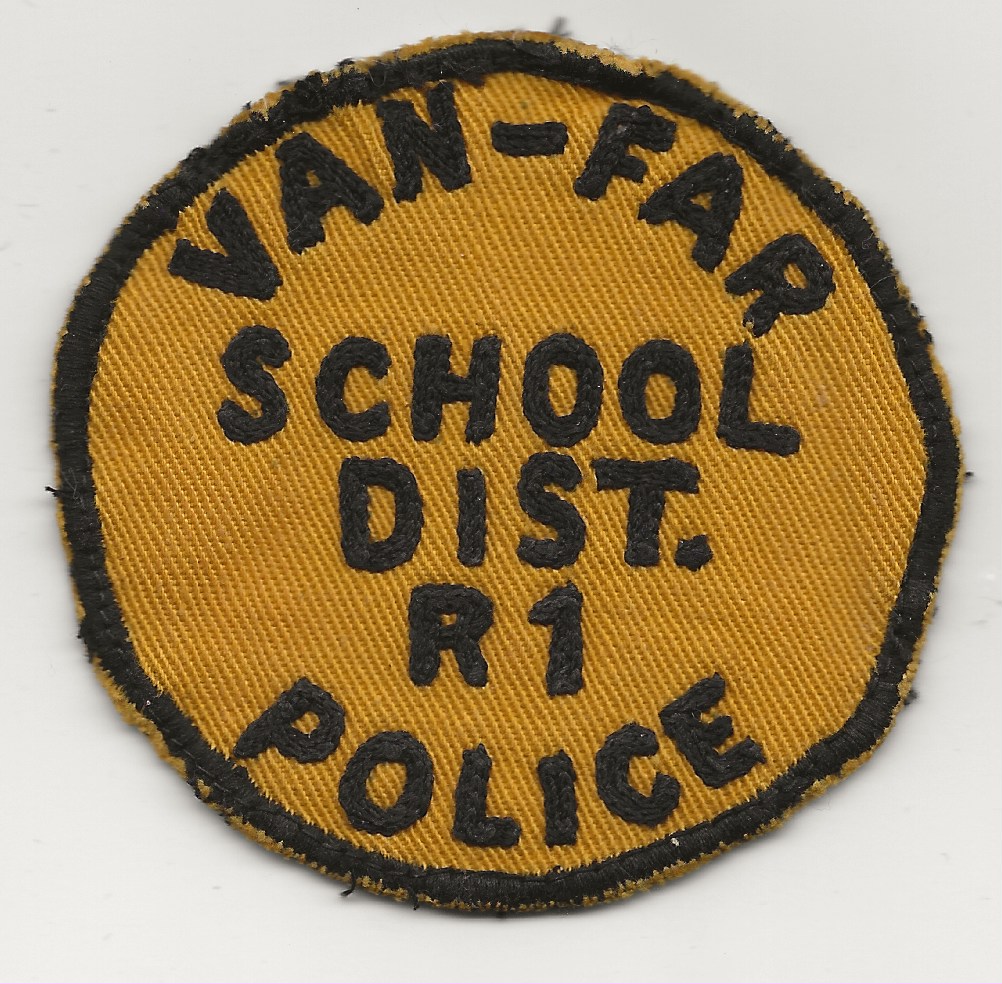 VAN-FAR
SCHOOL
DIST.
R1
POLICE